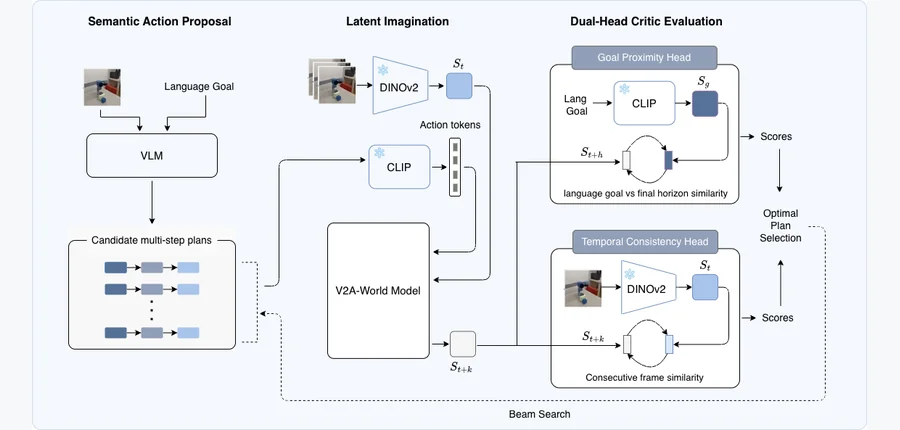 Semantic Action Proposal
Latent Imagination
Dual-Head Critic Evaluation
Language Goal
VLM
Candidate multi-step plans
DINOv2
S_t
Action tokens
CLIP
V2A-World Model
S_{t+k}
Goal Proximity Head
Lang
Goal
CLIP
S_g
S_{t+h}
language goal vs final horizon similarity
Scores
Optimal
Plan
Selection
Temporal Consistency Head
DINOv2
S_t
S_{t+k}
Consecutive frame similarity
Scores
Beam Search